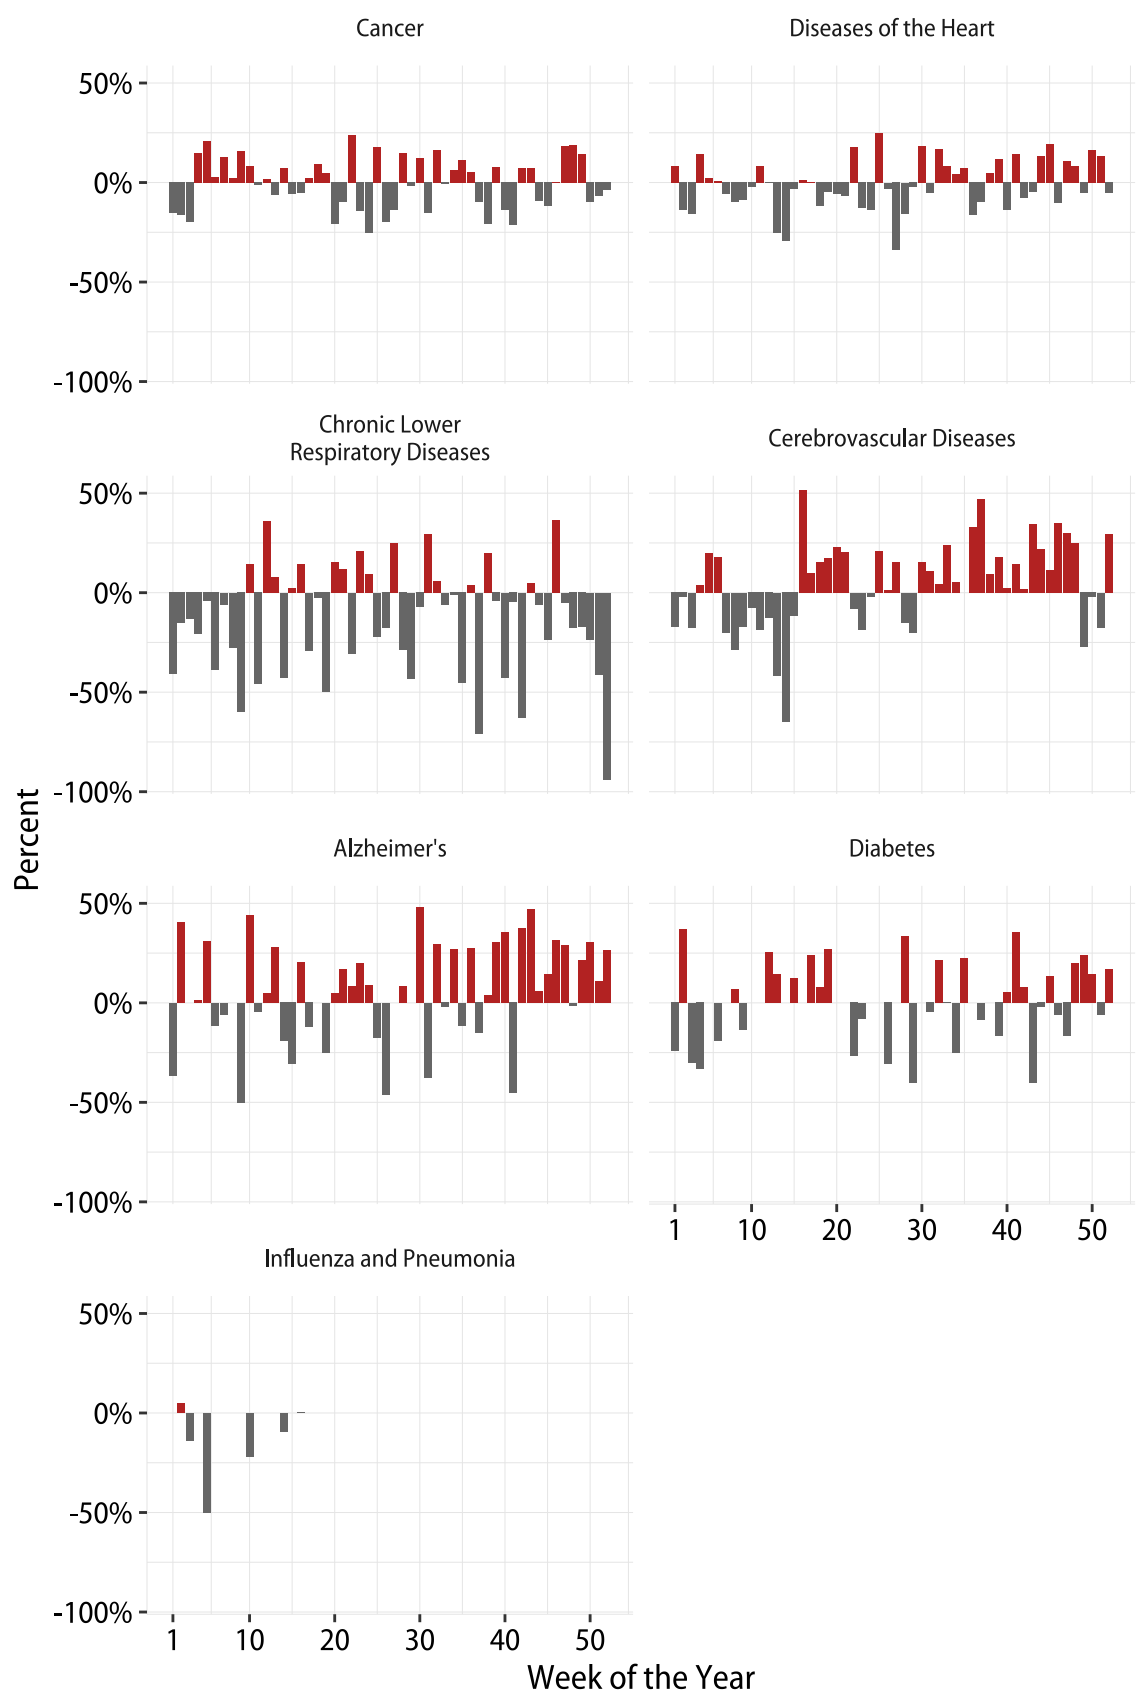 Cancer
Diseases of the Heart
50%
0%
-50%
-100%
Chronic Lower
Respiratory Diseases
Cerebrovascular Diseases
50%
0%
-50%
-100%
Percent
Alzheimer's
Diabetes
50%
0%
-50%
-100%
1 10 20 30 40 50
Influenza and Pneumonia
50%
0%
-50%
-100%
1 10 20 30 40 50
Week of the Year